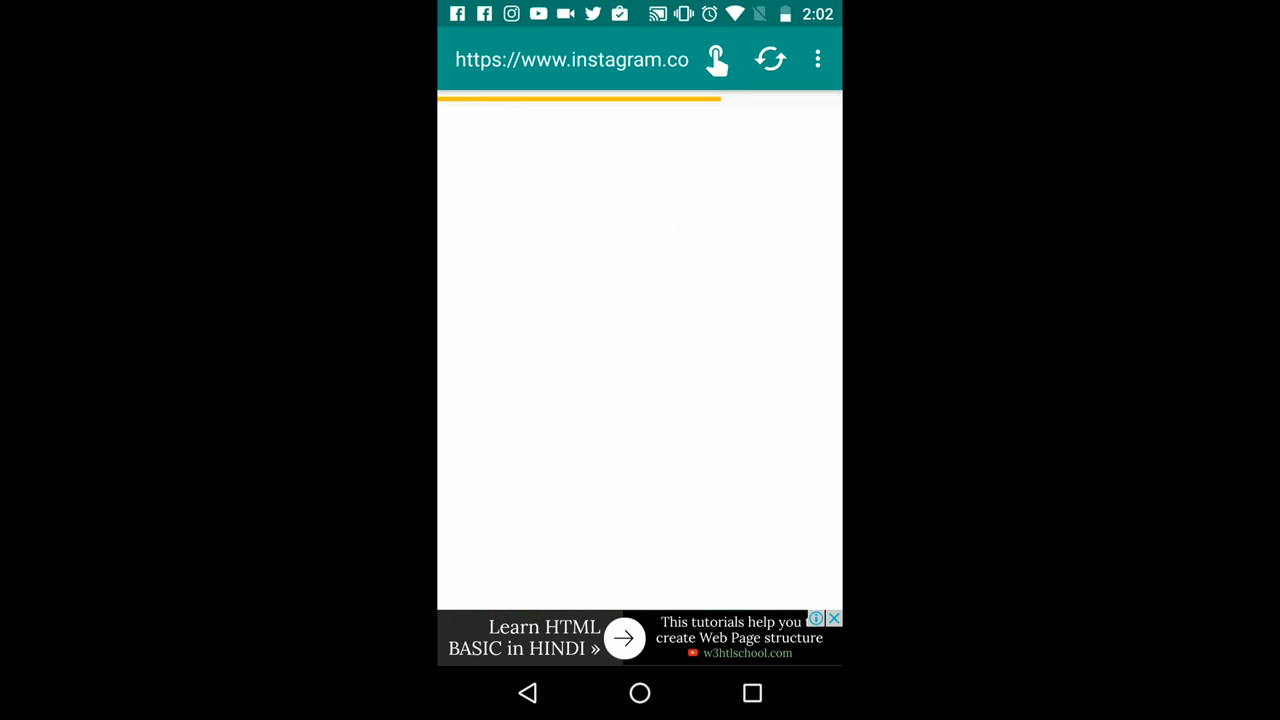 2:02
https://www.instagram.co
Learn HTML
BASIC in HINDI »
This tutorials help you
create Web Page structure
w3htlschool.com